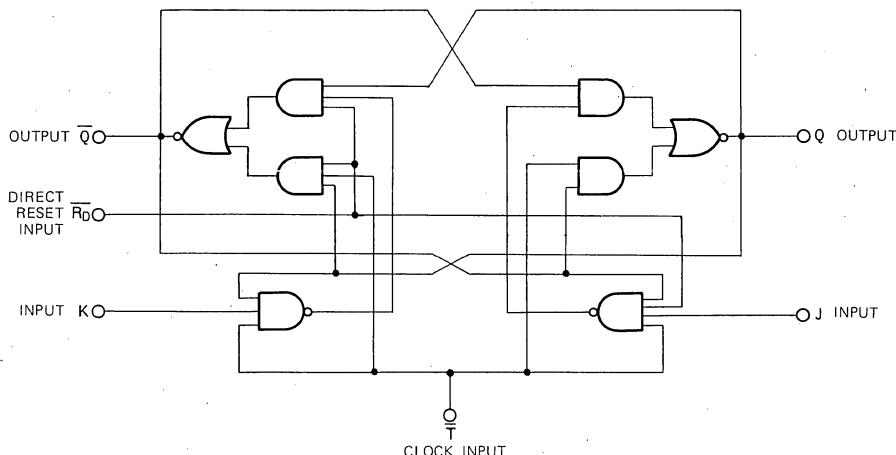 OUTPUT Q̅
Q OUTPUT
DIRECT
RESET R̅D̅
INPUT
INPUT K
J INPUT
T̅
CLOCK INPUT